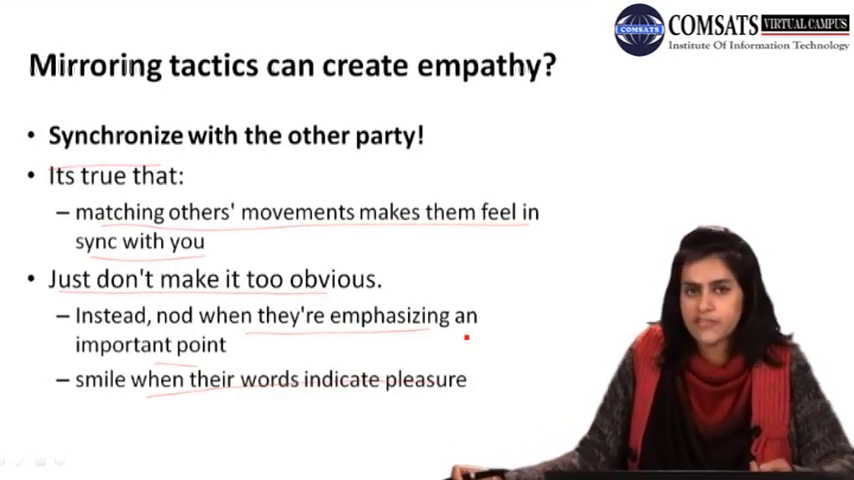 COMSATS VIRTUAL CAMPUS
COMSATS
Institute Of Information Technology
Mirroring tactics can create empathy?
• Synchronize with the other party!
• Its true that:
– matching others' movements makes them feel in
sync with you
• Just don't make it too obvious.
– Instead, nod when they're emphasizing an
important point
– smile when their words indicate pleasure